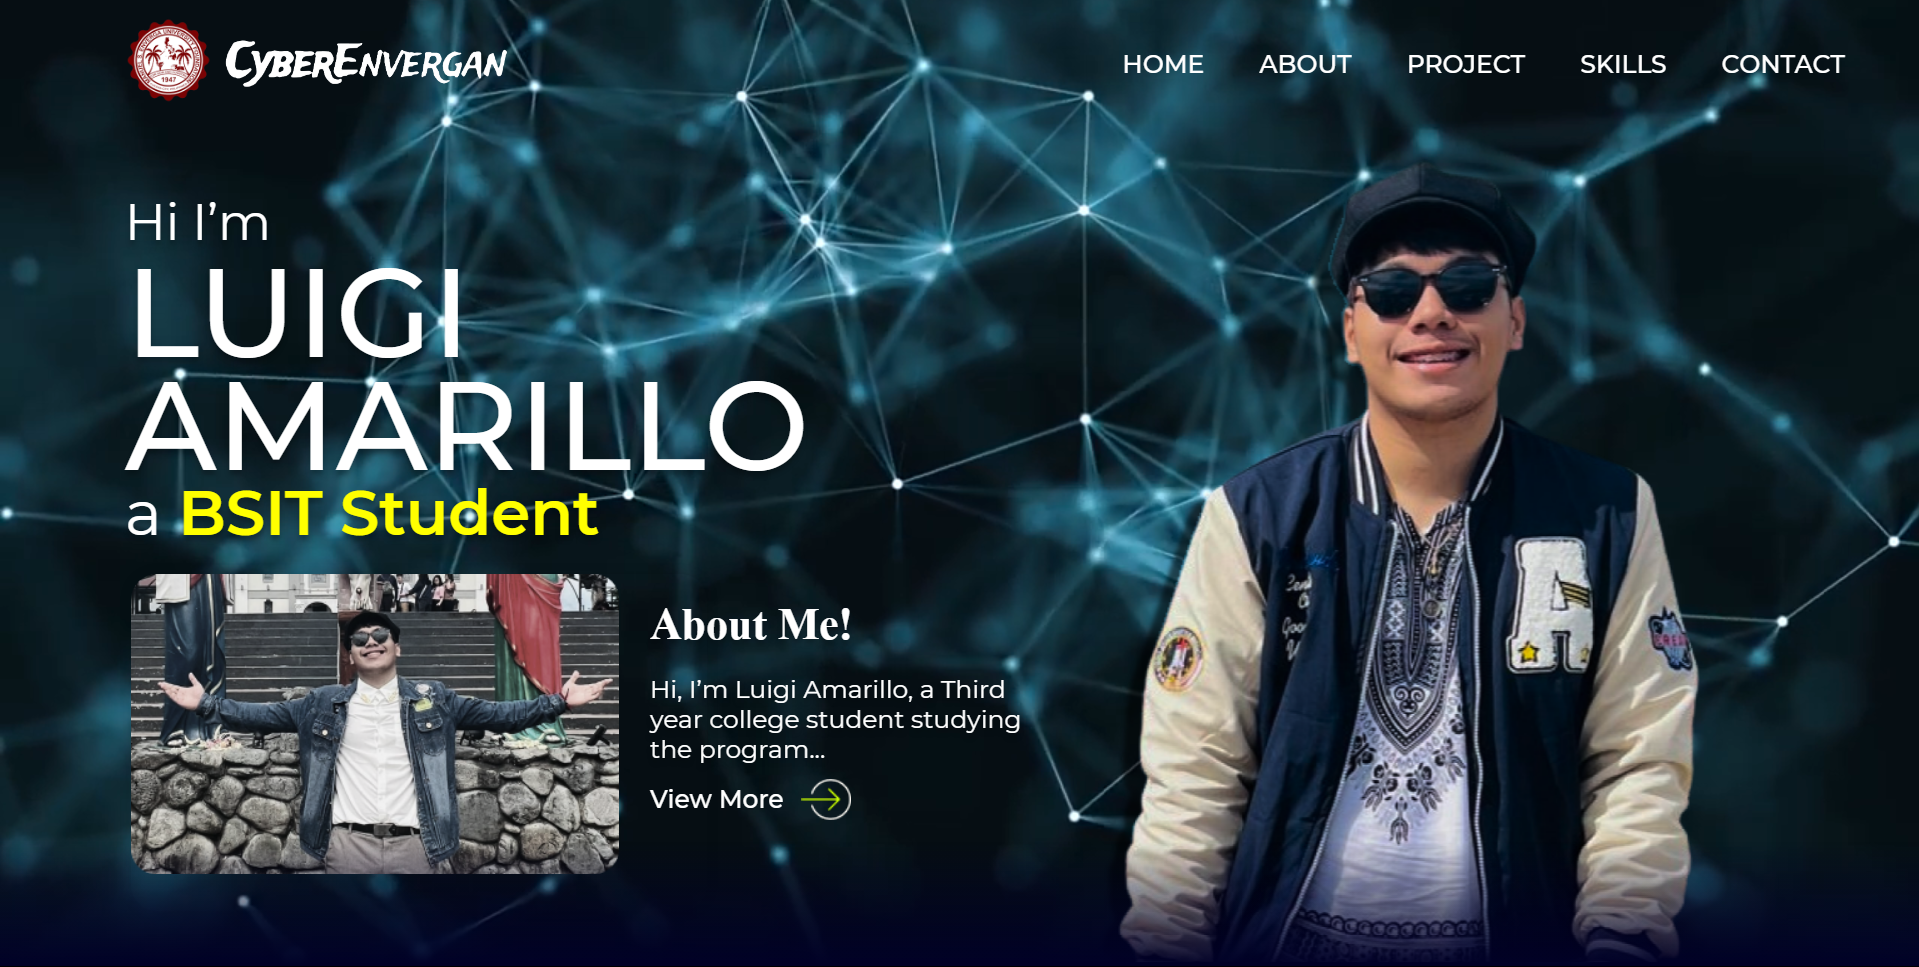 CYBERENVERGAN
HOME ABOUT PROJECT SKILLS CONTACT
1947
Hi I’m
LUIGI
AMARILLO
a BSIT Student
A
About Me!
Hi, I’m Luigi Amarillo, a Third
year college student studying
the program...
View More